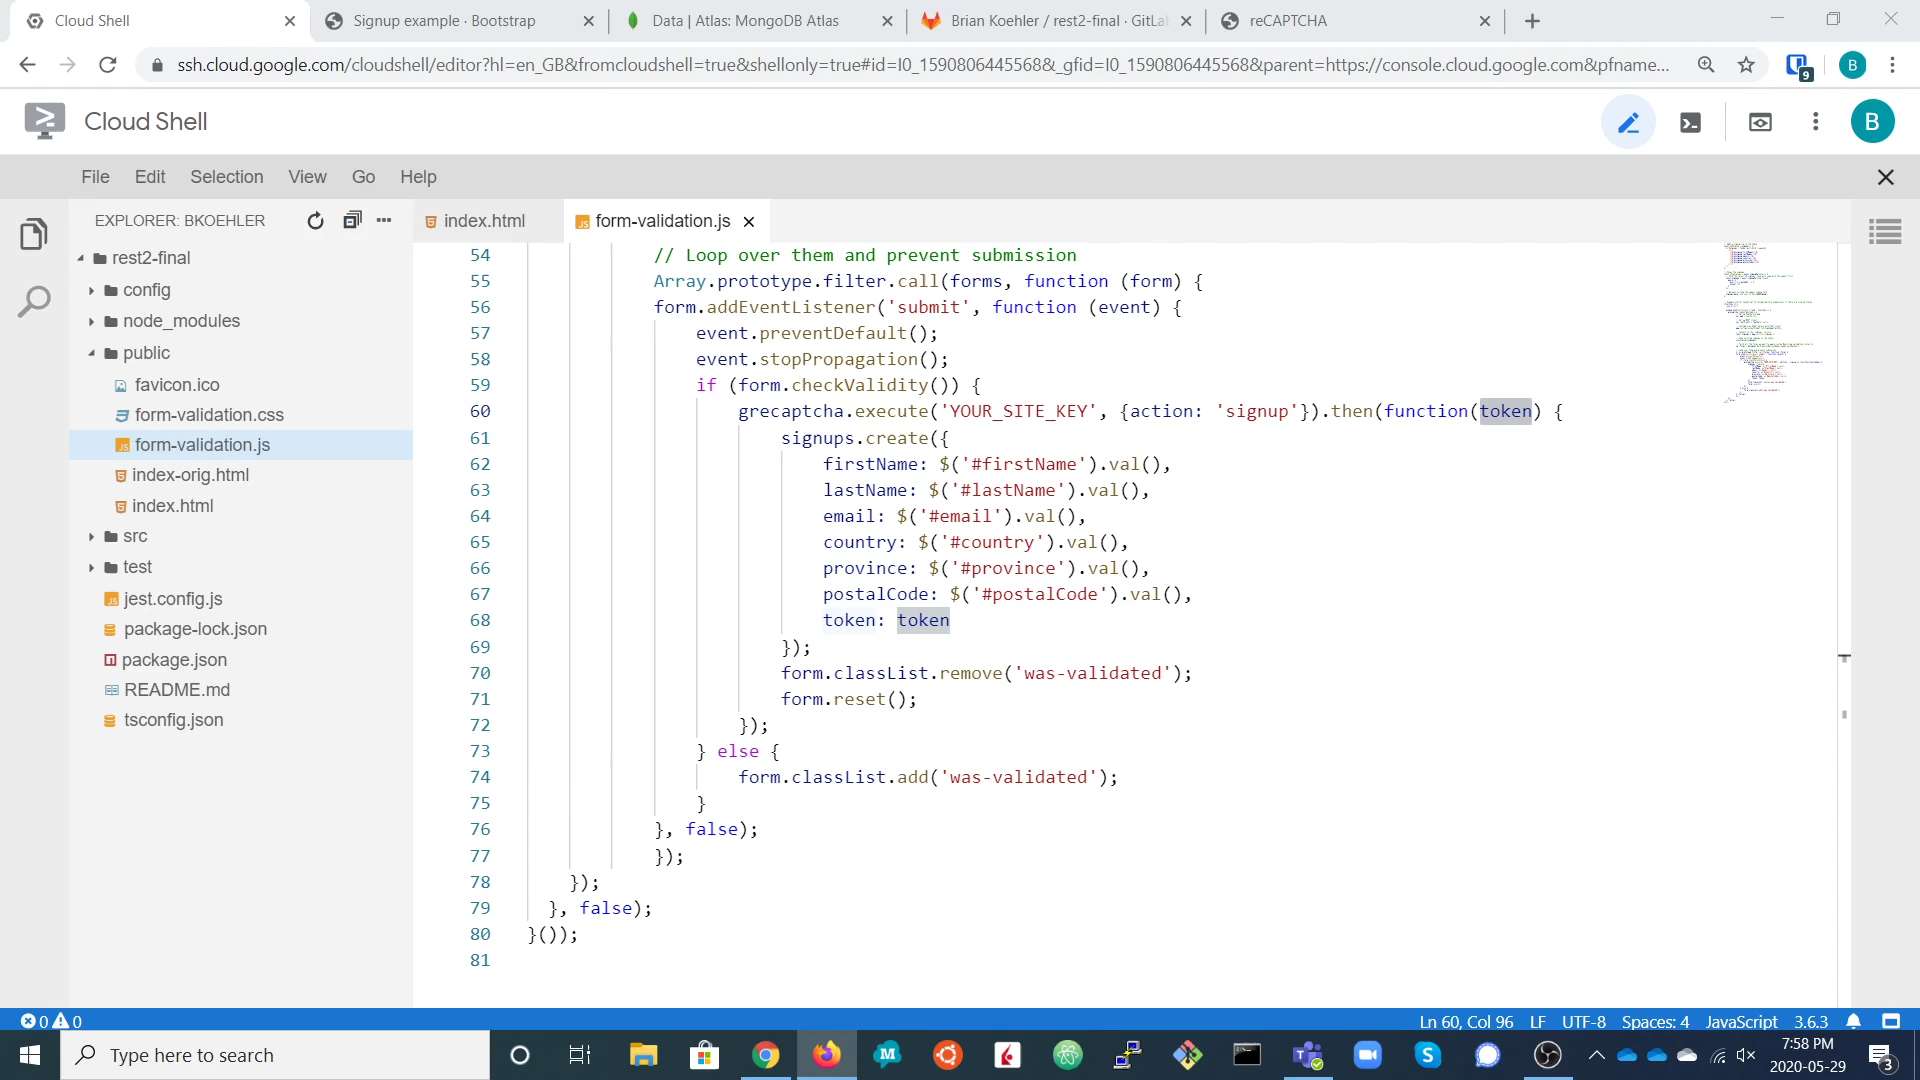 Cloud Shell
Signup example · Bootstrap
Data | Atlas: MongoDB Atlas
Brian Koehler / rest2-final · GitLa
reCAPTCHA
ssh.cloud.google.com/cloudshell/editor?hl=en_GB&fromcloudshell=true&shellonly=true#id=I0_1590806445568&_gfid=I0_1590806445568&parent=https://console.cloud.google.com&pfname...
9
B
Cloud Shell
B
File Edit Selection View Go Help
EXPLORER: BKOEHLER
index.html
form-validation.js
rest2-final
config
node_modules
public
favicon.ico
form-validation.css
form-validation.js
index-orig.html
index.html
src
test
jest.config.js
package-lock.json
package.json
README.md
tsconfig.json
54 // Loop over them and prevent submission
55 Array.prototype.filter.call(forms, function (form) {
56 form.addEventListener('submit', function (event) {
57 event.preventDefault();
58 event.stopPropagation();
59 if (form.checkValidity()) {
60 grecaptcha.execute('YOUR_SITE_KEY', {action: 'signup'}).then(function(token) {
61 signups.create({
62 firstName: $('#firstName').val(),
63 lastName: $('#lastName').val(),
64 email: $('#email').val(),
65 country: $('#country').val(),
66 province: $('#province').val(),
67 postalCode: $('#postalCode').val(),
68 token: token
69 });
70 form.classList.remove('was-validated');
71 form.reset();
72 });
73 } else {
74 form.classList.add('was-validated');
75 }
76 }, false);
77 });
78 });
79 }, false);
80 }());
81
0 0
Ln 60, Col 96 LF UTF-8 Spaces: 4 JavaScript 3.6.3
Type here to search
7:58 PM
2020-05-29
3